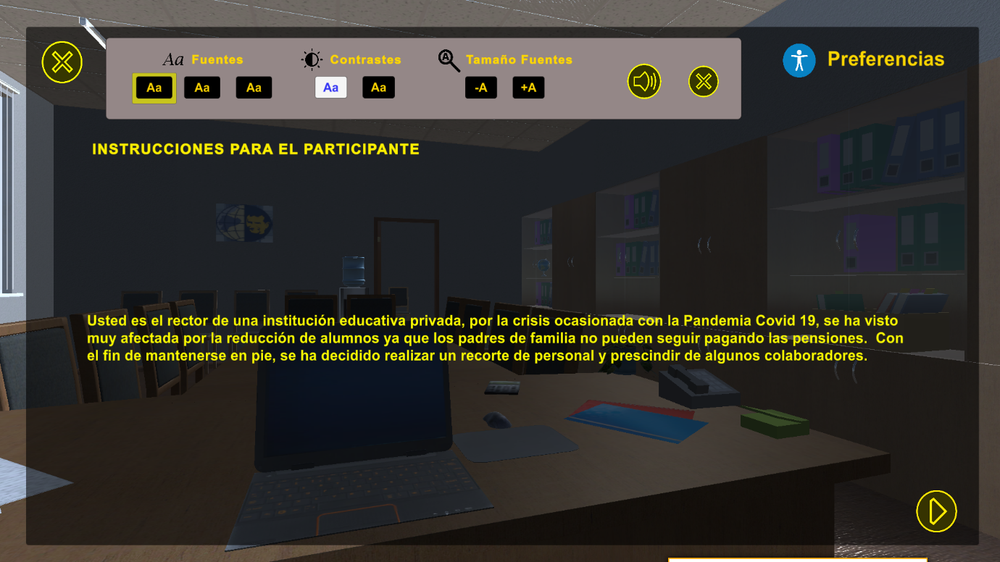 Aa Fuentes
Contrastes
A Tamaño Fuentes
Preferencias
Aa Aa Aa Aa Aa -A +A
INSTRUCCIONES PARA EL PARTICIPANTE
Usted es el rector de una institución educativa privada, por la crisis ocasionada con la Pandemia Covid 19, se ha visto
muy afectada por la reducción de alumnos ya que los padres de familia no pueden seguir pagando las pensiones. Con
el fin de mantenerse en pie, se ha decidido realizar un recorte de personal y prescindir de algunos colaboradores.